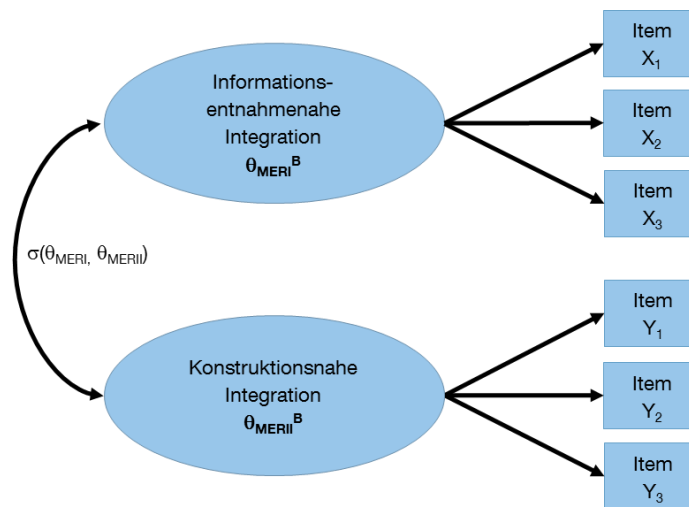 Informations-
entnahmenahe
Integration
θMERI^B
Item
X₁
Item
X₂
Item
X₃
σ(θMERI, θMERII)
Konstruktionsnahe
Integration
θMERII^B
Item
Y₁
Item
Y₂
Item
Y₃